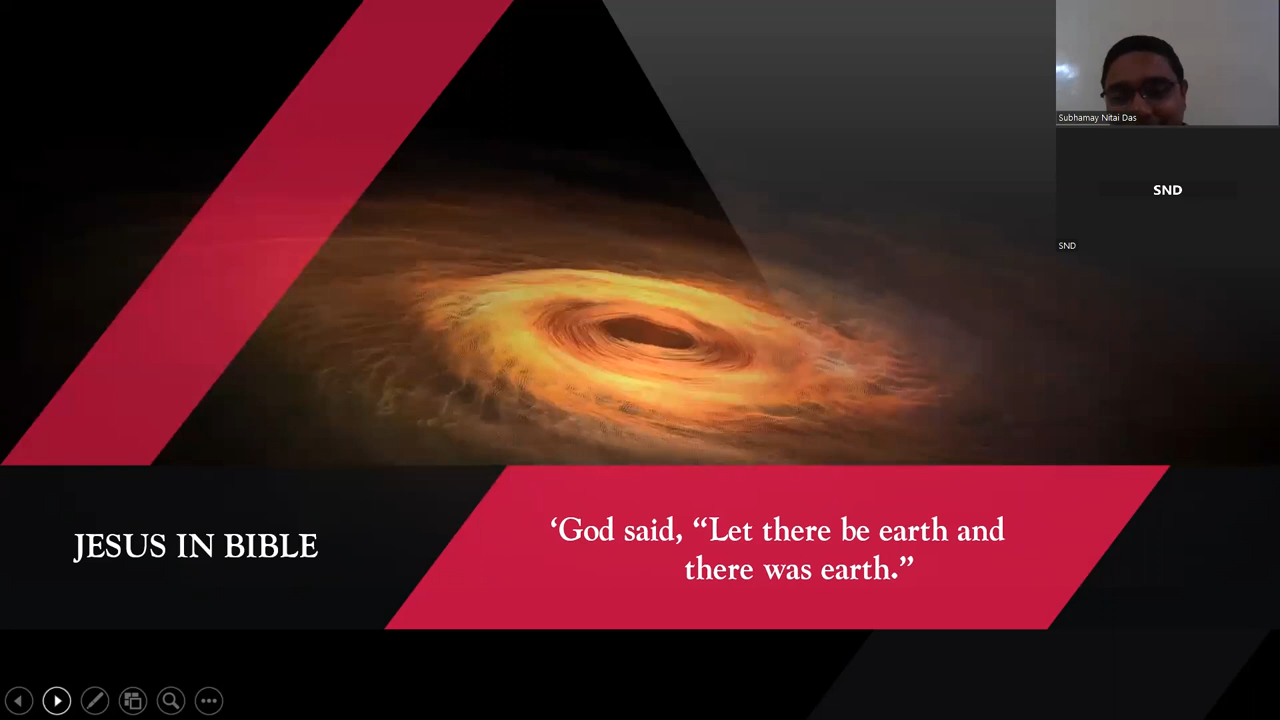 Subhamay Nitai Das
SND
SND
JESUS IN BIBLE
‘God said, “Let there be earth and
there was earth.”